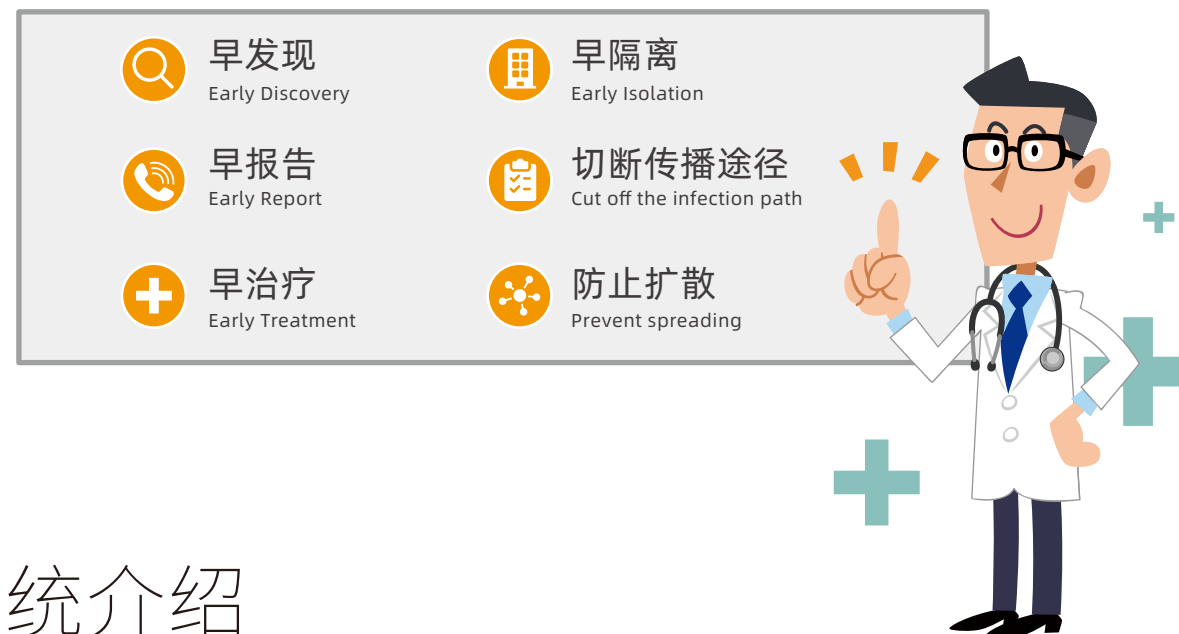 早发现
Early Discovery
早隔离
Early Isolation
早报告
Early Report
切断传播途径
Cut off the infection path
早治疗
Early Treatment
防止扩散
Prevent spreading
统介绍